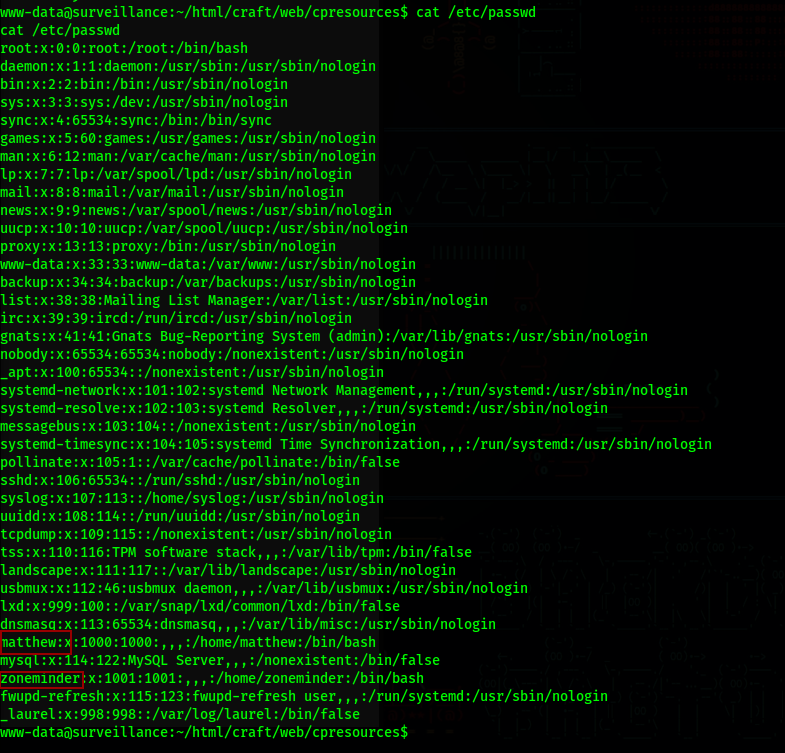 www-data@surveillance:~/html/craft/web/cpresources$ cat /etc/passwd
cat /etc/passwd
root:x:0:0:root:/root:/bin/bash
daemon:x:1:1:daemon:/usr/sbin:/usr/sbin/nologin
bin:x:2:2:bin:/bin:/usr/sbin/nologin
sys:x:3:3:sys:/dev:/usr/sbin/nologin
sync:x:4:65534:sync:/bin:/bin/sync
games:x:5:60:games:/usr/games:/usr/sbin/nologin
man:x:6:12:man:/var/cache/man:/usr/sbin/nologin
lp:x:7:7:lp:/var/spool/lpd:/usr/sbin/nologin
mail:x:8:8:mail:/var/mail:/usr/sbin/nologin
news:x:9:9:news:/var/spool/news:/usr/sbin/nologin
uucp:x:10:10:uucp:/var/spool/uucp:/usr/sbin/nologin
proxy:x:13:13:proxy:/bin:/usr/sbin/nologin
www-data:x:33:33:www-data:/var/www:/usr/sbin/nologin
backup:x:34:34:backup:/var/backups:/usr/sbin/nologin
list:x:38:38:Mailing List Manager:/var/list:/usr/sbin/nologin
irc:x:39:39:ircd:/run/ircd:/usr/sbin/nologin
gnats:x:41:41:Gnats Bug-Reporting System (admin):/var/lib/gnats:/usr/sbin/nologin
nobody:x:65534:65534:nobody:/nonexistent:/usr/sbin/nologin
_apt:x:100:65534::/nonexistent:/usr/sbin/nologin
systemd-network:x:101:102:systemd Network Management,,,:/run/systemd:/usr/sbin/nologin
systemd-resolve:x:102:103:systemd Resolver,,,:/run/systemd:/usr/sbin/nologin
messagebus:x:103:104::/nonexistent:/usr/sbin/nologin
systemd-timesync:x:104:105:systemd Time Synchronization,,,:/run/systemd:/usr/sbin/nologin
pollinate:x:105:1::/var/cache/pollinate:/bin/false
sshd:x:106:65534::/run/sshd:/usr/sbin/nologin
syslog:x:107:113::/home/syslog:/usr/sbin/nologin
uuidd:x:108:114::/run/uuidd:/usr/sbin/nologin
tcpdump:x:109:115::/nonexistent:/usr/sbin/nologin
tss:x:110:116:TPM software stack,,,:/var/lib/tpm:/bin/false
landscape:x:111:117::/var/lib/landscape:/usr/sbin/nologin
usbmux:x:112:46:usbmux daemon,,,:/var/lib/usbmux:/usr/sbin/nologin
lxd:x:999:100::/var/snap/lxd/common/lxd:/bin/false
dnsmasq:x:113:65534:dnsmasq,,,:/var/lib/misc:/usr/sbin/nologin
matthew:x:1000:1000:,,,:/home/matthew:/bin/bash
mysql:x:114:122:MySQL Server,,,:/nonexistent:/bin/false
zoneminder:x:1001:1001:,,,:/home/zoneminder:/bin/bash
fwupd-refresh:x:115:123:fwupd-refresh user,,,:/run/systemd:/usr/sbin/nologin
_laurel:x:998:998::/var/log/laurel:/bin/false
www-data@surveillance:~/html/craft/web/cpresources$